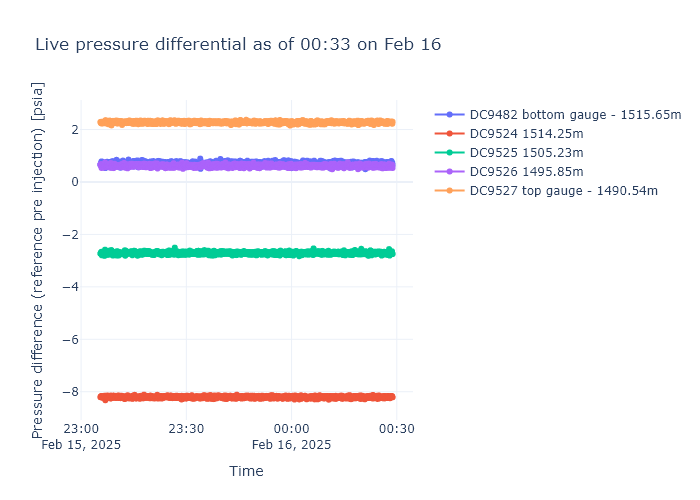 Live pressure differential as of 00:33 on Feb 16
Pressure difference (reference pre injection) [psia]
2
0
−2
−4
−6
−8
23:00
Feb 15, 2025
23:30
00:00
Feb 16, 2025
00:30
Time
DC9482 bottom gauge - 1515.65m
DC9524 1514.25m
DC9525 1505.23m
DC9526 1495.85m
DC9527 top gauge - 1490.54m